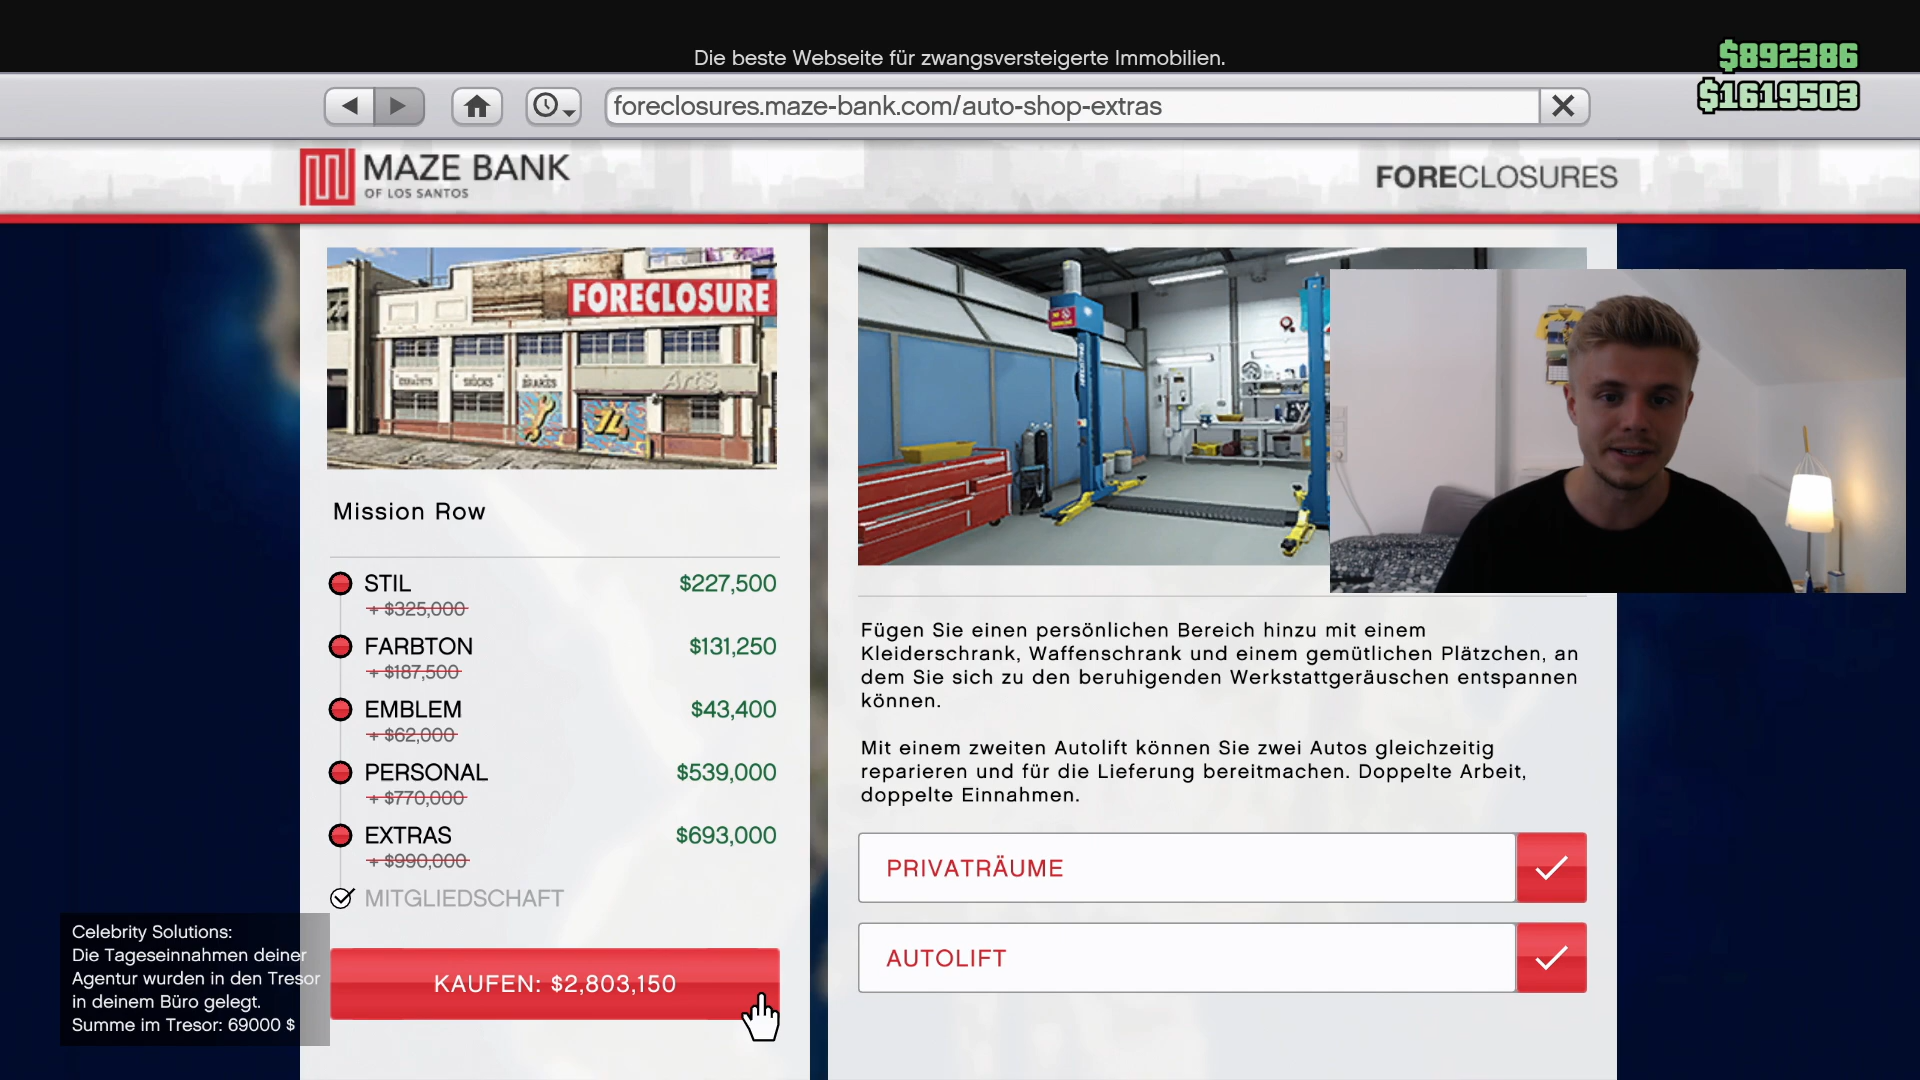 Die beste Webseite für zwangsversteigerte Immobilien.
$892386
$1619503
foreclosures.maze-bank.com/auto-shop-extras
MAZE BANK
OF LOS SANTOS
FORECLOSURES
FORECLOSURE
EXHAUSTS SHOCKS BRAKES
Art's
Mission Row
STIL $227,500
+ $325,000
FARBTON $131,250
+ $187,500
EMBLEM $43,400
+ $62,000
PERSONAL $539,000
+ $770,000
EXTRAS $693,000
+ $990,000
MITGLIEDSCHAFT
KAUFEN: $2,803,150
Celebrity Solutions:
Die Tageseinnahmen deiner
Agentur wurden in den Tresor
in deinem Büro gelegt.
Summe im Tresor: 69000 $
Fügen Sie einen persönlichen Bereich hinzu mit einem
Kleiderschrank, Waffenschrank und einem gemütlichen Plätzchen, an
dem Sie sich zu den beruhigenden Werkstattgeräuschen entspannen
können.
Mit einem zweiten Autolift können Sie zwei Autos gleichzeitig
reparieren und für die Lieferung bereitmachen. Doppelte Arbeit,
doppelte Einnahmen.
PRIVATRÄUME
AUTOLIFT